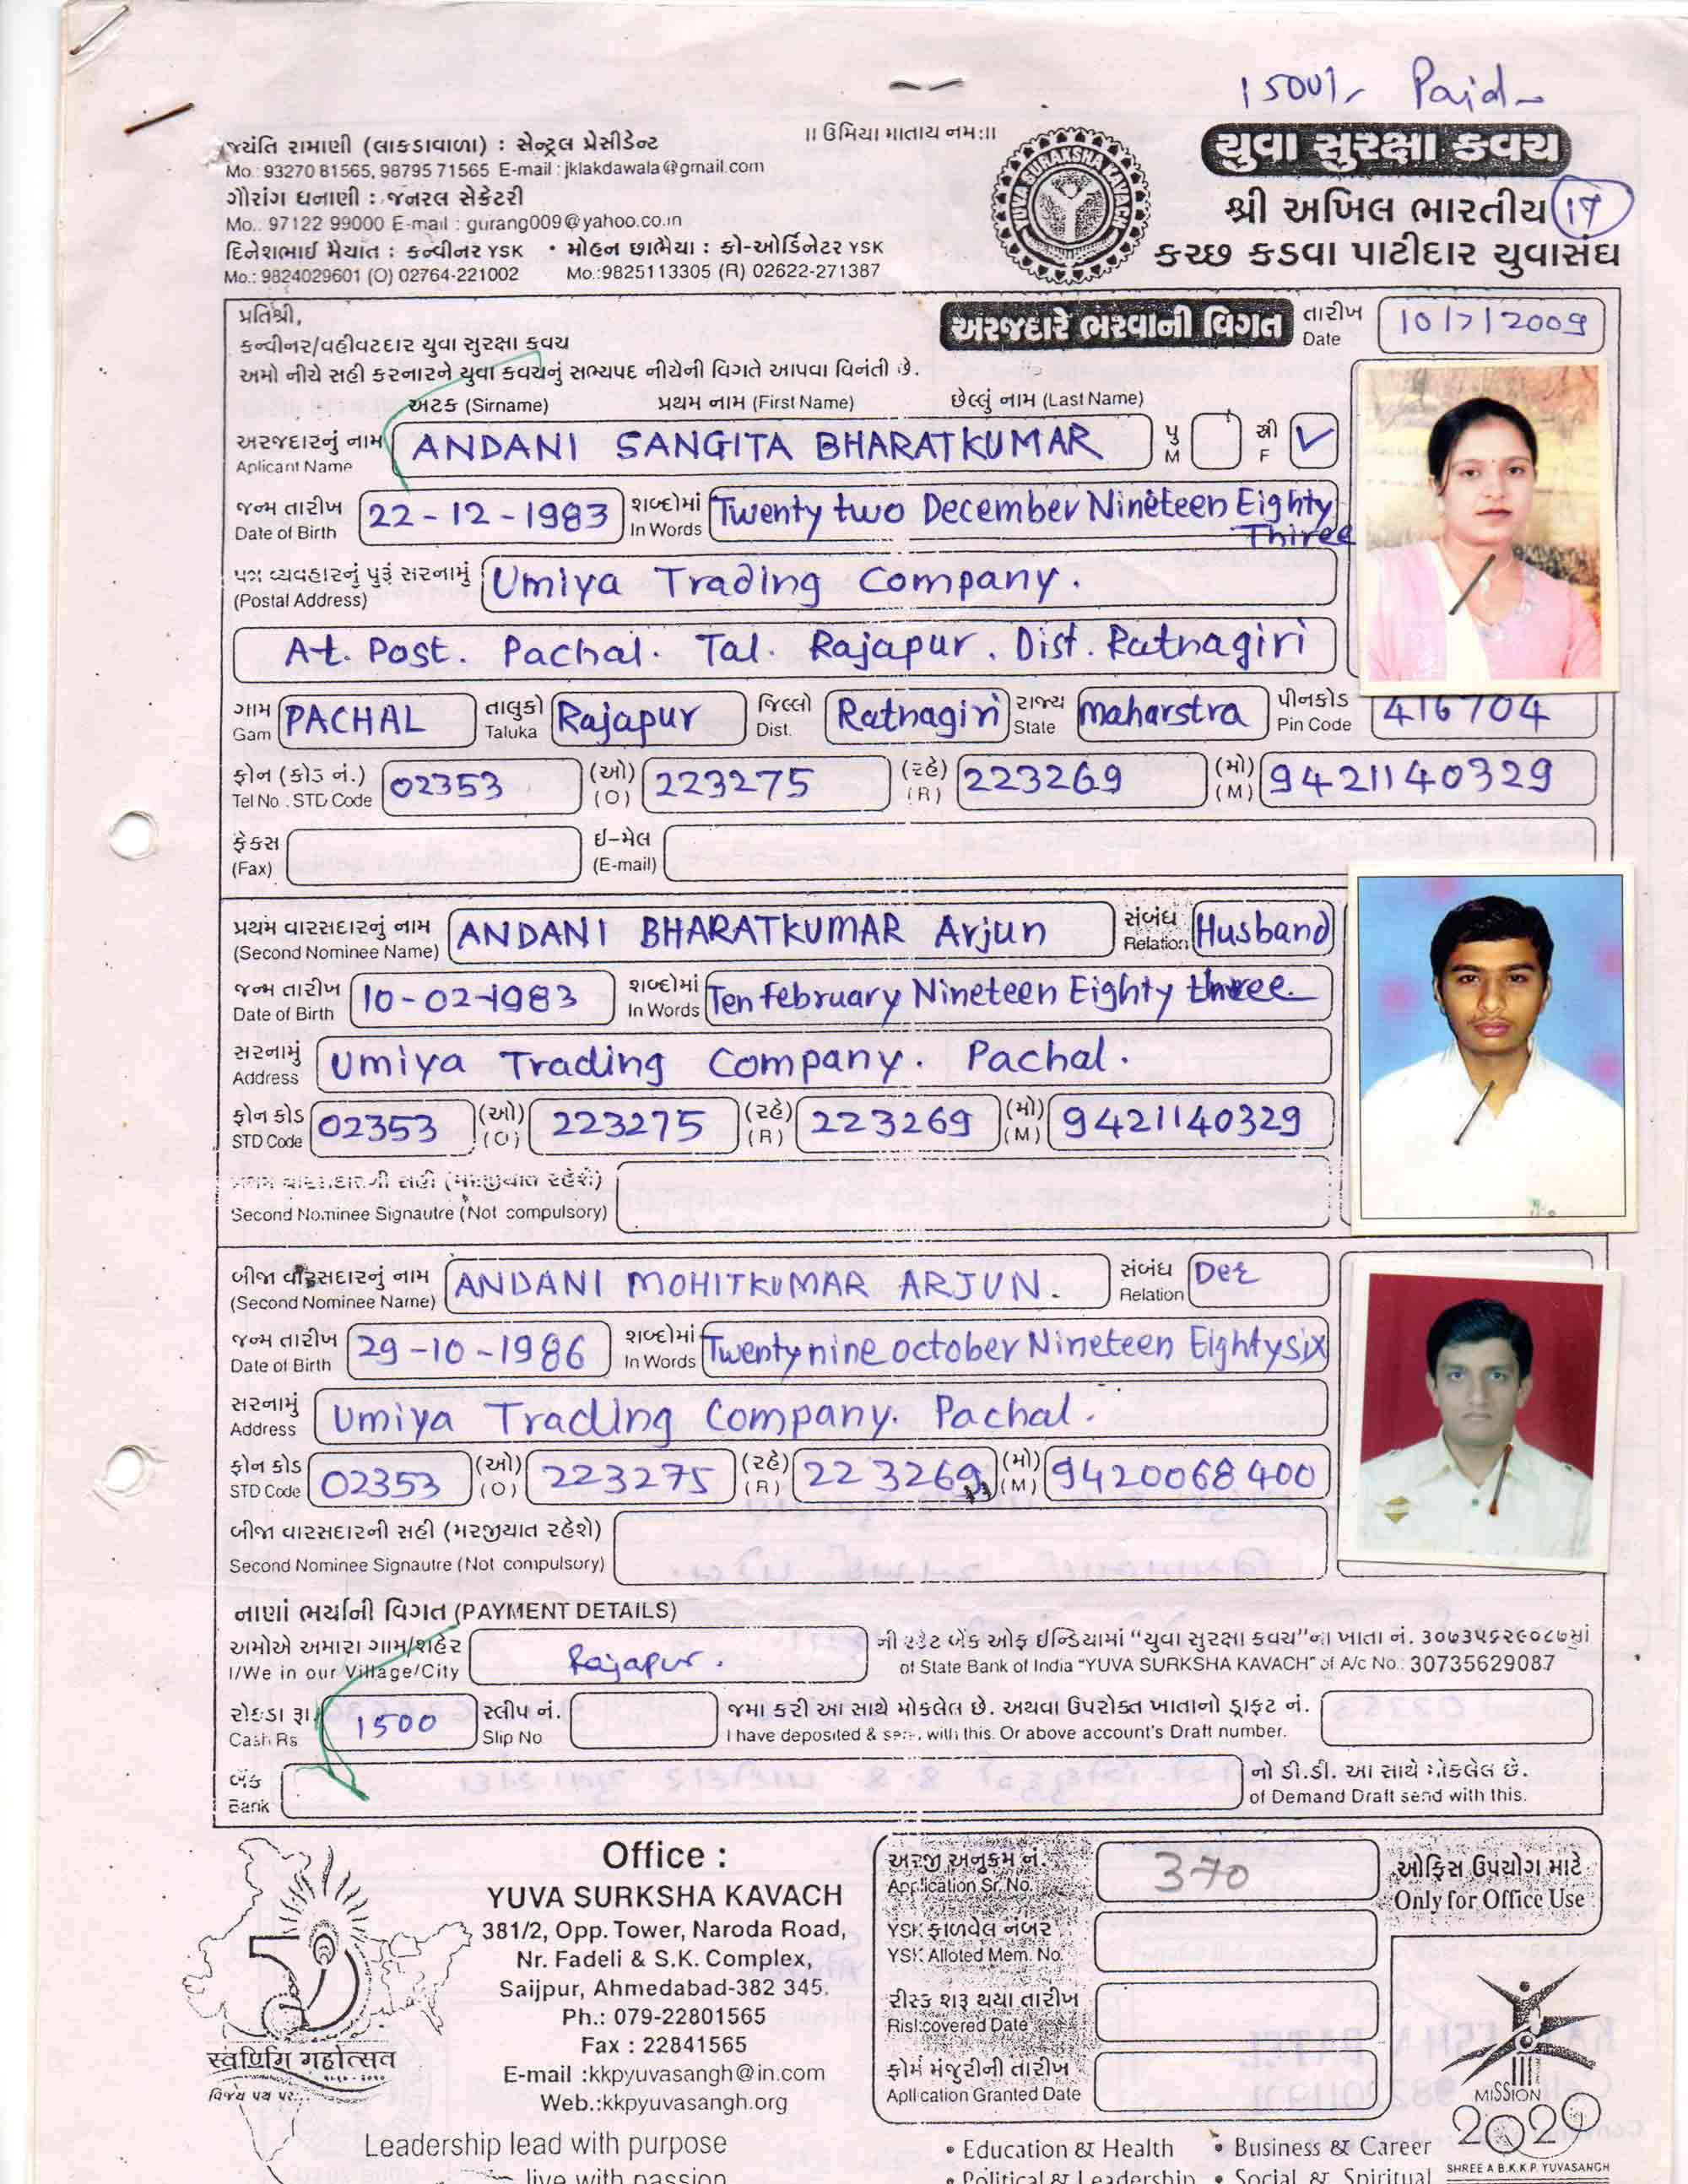 1500/- Paid-
જયંતિ રામાણી (લાકડાવાળા) : સેન્ટ્રલ પ્રેસીડેન્ટ
Mo.: 93270 81565, 98795 71565 E-mail : jklakdawala@gmail.com
ગૌરાંગ ધનાણી : જનરલ સેક્રેટરી
Mo.: 97122 99000 E-mail : gurang009@yahoo.co.in
દિનેશભાઈ મૈયાત : કન્વીનર YSK • મોહન છાભૈયા : કો-ઓર્ડિનેટર YSK
Mo.: 9824029601 (O) 02764-221002 Mo.:9825113305 (R) 02622-271387
॥ ઉમિયા માતાય નમ:॥
YUVA SURAKSHA KAVACH
યુવા સુરક્ષા કવચ
શ્રી અખિલ ભારતીય 17
કચ્છ કડવા પાટીદાર યુવાસંઘ
પ્રતિશ્રી,
અરજદારે ભરવાની વિગત
તારીખ
Date
10/7/2009
કન્વીનર/વહીવટદાર યુવા સુરક્ષા કવચ
અમો નીચે સહી કરનારને યુવા કવચનું સભ્યપદ નીચેની વિગતે આપવા વિનંતી છે.
અટક (Sirname) પ્રથમ નામ (First Name) છેલ્લું નામ (Last Name)
અરજદારનું નામ ANDANI SANGITA BHARATKUMAR પુ સ્ત્રી ✓
Aplicant Name M F
જન્મ તારીખ 22-12-1983 શબ્દોમાં Twenty two December Nineteen Eighty
Date of Birth In Words Thiree
પત્ર વ્યવહારનું પુરૂં સરનામું Umiya Trading Company.
(Postal Address)
At. Post. Pachal. Tal. Rajapur. Dist. Ratnagiri
ગામ PACHAL તાલુકો Rajapur જિલ્લો Ratnagiri રાજ્ય maharstra પીનકોડ 416704
Gam Taluka Dist. State Pin Code
ફોન (કોડ નં.) 02353 (ઓ) 223275 (રહે) 223269 (મો) 9421140329
Tel No. STD Code (O) (R) (M)
ફેકસ ઈ-મેલ
(Fax) (E-mail)
પ્રથમ વારસદારનું નામ ANDANI BHARATKUMAR Arjun સંબંધ Husband
(Second Nominee Name) Relation
જન્મ તારીખ 10-02-1983 શબ્દોમાં Ten february Nineteen Eighty three
Date of Birth In Words
સરનામું Umiya Trading Company. Pachal.
Address
ફોન કોડ 02353 (ઓ) 223275 (રહે) 223269 (મો) 9421140329
STD Code (O) (R) (M)
સહી (મરજીયાત રહેશે)
Second Nominee Signautre (Not compulsory)
બીજા વારસદારનું નામ ANDANI MOHITKUMAR ARJUN. સંબંધ Der
(Second Nominee Name) Relation
જન્મ તારીખ 29-10-1986 શબ્દોમાં Twenty nine october Nineteen Eightysix
Date of Birth In Words
સરનામું Umiya Trading Company. Pachal.
Address
ફોન કોડ 02353 (ઓ) 223275 (રહે) 223269 (મો) 9420068400
STD Code (O) (R) (M)
બીજા વારસદારની સહી (મરજીયાત રહેશે)
Second Nominee Signautre (Not compulsory)
નાણાં ભર્યાની વિગત (PAYMENT DETAILS)
અમોએ અમારા ગામ/શહેર Rajapur. ની સ્ટેટ બેંક ઓફ ઈન્ડિયામાં "યુવા સુરક્ષા કવચ"ના ખાતા નં. ૩૦૭૩૫૬૨૯૦૮૭માં
I/We in our Village/City of State Bank of India "YUVA SURKSHA KAVACH" of A/c No.: 30735629087
રોકડા રૂા. 1500 સ્લીપ નં. જમા કરી આ સાથે મોકલેલ છે. અથવા ઉપરોક્ત ખાતાનો ડ્રાફ્ટ નં.
Cash Rs Slip No I have deposited & send with this. Or above account's Draft number.
બેંક નો ડી.ડી. આ સાથે મોકલેલ છે.
Bank of Demand Draft send with this.
Office :
YUVA SURKSHA KAVACH
381/2, Opp. Tower, Naroda Road,
Nr. Fadeli & S.K. Complex,
Saijpur, Ahmedabad-382 345.
Ph.: 079-22801565
Fax : 22841565
E-mail :kkpyuvasangh@in.com
Web.:kkpyuvasangh.org
અરજી અનુક્રમ નં. 370
Application Sr. No.
YSK ફાળવેલ નંબર
YSK Alloted Mem. No.
રીસ્ક શરૂ થયા તારીખ
Risk covered Date
ફોર્મ મંજુરીની તારીખ
Apllication Granted Date
ઓફિસ ઉપયોગ માટે
Only for Office Use
સ્વર્ણિમ મહોત્સવ
વિજય પથ પર..
MISSION
2020
SHREE A.B.K.K.P. YUVASANGH
Leadership lead with purpose
live with passion
• Education & Health • Business & Career
• Political & Leadership • Social & Spiritual